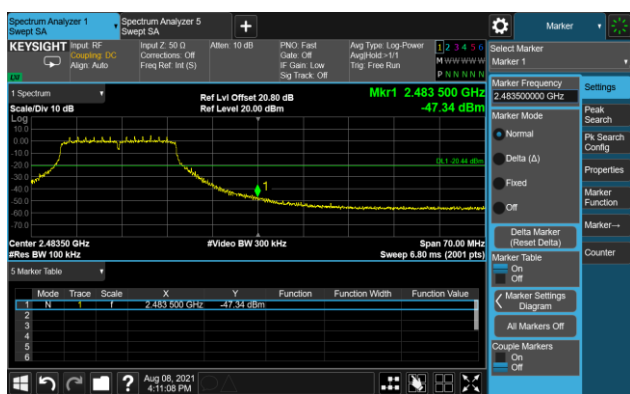 Spectrum Analyzer 1
Swept SA
Spectrum Analyzer 5
Swept SA
+
Marker
KEYSIGHT
Input: RF
Coupling: DC
Align: Auto
Input Z: 50 Ω
Corrections: Off
Freq Ref: Int (S)
Atten: 10 dB
PNO: Fast
Gate: Off
IF Gain: Low
Sig Track: Off
Avg Type: Log-Power
Avg|Hold:>1/1
Trig: Free Run
1 2 3 4 5 6
M W W W W W
P N N N N N
LXI
Select Marker
Marker 1
1 Spectrum
Scale/Div 10 dB
Ref Lvl Offset 20.80 dB
Ref Level 20.00 dBm
Mkr1 2.483 500 GHz
-47.34 dBm
Log
10.0
0.00
-10.0
-20.0
-30.0
-40.0
-50.0
-60.0
-70.0
DL1 -20.44 dBm
1
Center 2.48350 GHz
#Res BW 100 kHz
#Video BW 300 kHz
Span 70.00 MHz
Sweep 6.80 ms (2001 pts)
5 Marker Table
Mode Trace Scale X Y Function Function Width Function Value
1 N 1 f 2.483 500 GHz -47.34 dBm
2
3
4
5
6
Marker Frequency
2.483500000 GHz
Marker Mode
Normal
Delta (Δ)
Fixed
Off
Delta Marker
(Reset Delta)
Marker Table
On
Off
Marker Settings
Diagram
All Markers Off
Couple Markers
On
Off
Settings
Peak
Search
Pk Search
Config
Properties
Marker
Function
Marker→
Counter
?
Aug 08, 2021
4:11:08 PM